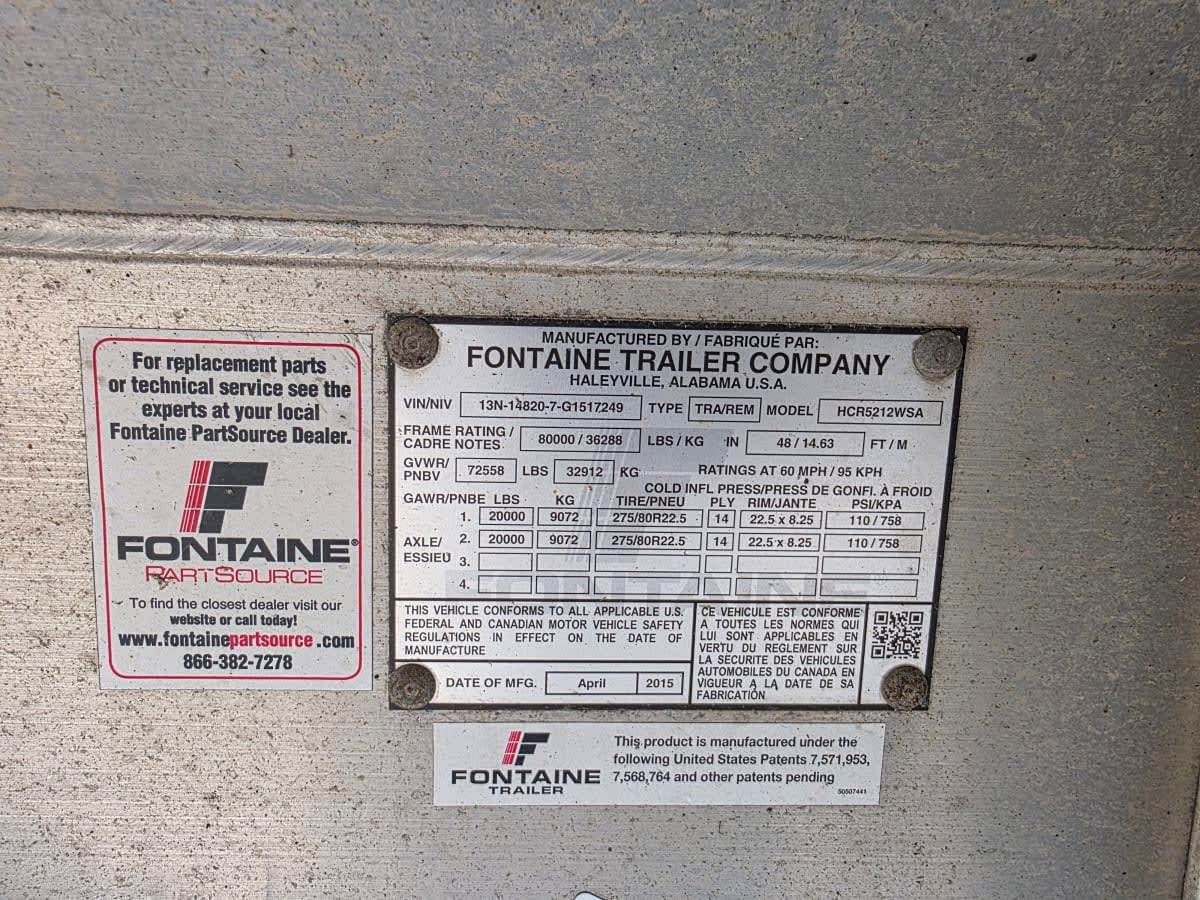 For replacement parts
or technical service see the
experts at your local
Fontaine PartSource Dealer.
FONTAINE®
PARTSOURCE
To find the closest dealer visit our
website or call today!
www.fontainepartsource.com
866-382-7278
MANUFACTURED BY / FABRIQUÉ PAR:
FONTAINE TRAILER COMPANY
HALEYVILLE, ALABAMA U.S.A.
VIN/NIV 13N-14820-7-G1517249 TYPE TRA/REM MODEL HCR5212WSA
FRAME RATING / CADRE NOTES 80000 / 36288 LBS / KG IN 48 / 14.63 FT / M
GVWR/ PNBV 72558 LBS 32912 KG RATINGS AT 60 MPH / 95 KPH
COLD INFL PRESS/PRESS DE GONFI. À FROID
GAWR/PNBE LBS KG TIRE/PNEU PLY RIM/JANTE PSI/KPA
AXLE/ ESSIEU
1. 20000 9072 275/80R22.5 14 22.5 x 8.25 110 / 758
2. 20000 9072 275/80R22.5 14 22.5 x 8.25 110 / 758
3.
4.
FONTAINE
THIS VEHICLE CONFORMS TO ALL APPLICABLE U.S.
FEDERAL AND CANADIAN MOTOR VEHICLE SAFETY
REGULATIONS IN EFFECT ON THE DATE OF
MANUFACTURE
DATE OF MFG. April 2015
CE VEHICULE EST CONFORME
A TOUTES LES NORMES QUI
LUI SONT APPLICABLES EN
VERTU DU REGLEMENT SUR
LA SECURITE DES VEHICULES
AUTOMOBILES DU CANADA EN
VIGUEUR A LA DATE DE SA
FABRICATION
FONTAINE
TRAILER
This product is manufactured under the
following United States Patents 7,571,953,
7,568,764 and other patents pending
50507441